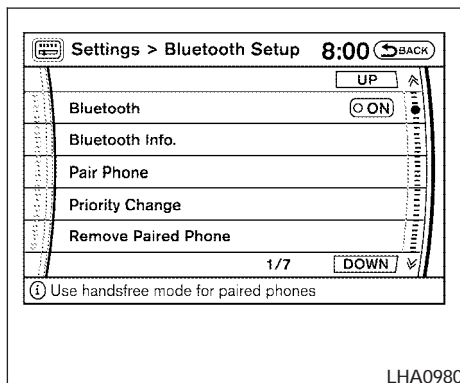 Settings > Bluetooth Setup 8:00 BACK
UP
Bluetooth ON
Bluetooth Info.
Pair Phone
Priority Change
Remove Paired Phone
1/7 DOWN
i Use handsfree mode for paired phones
LHA0980